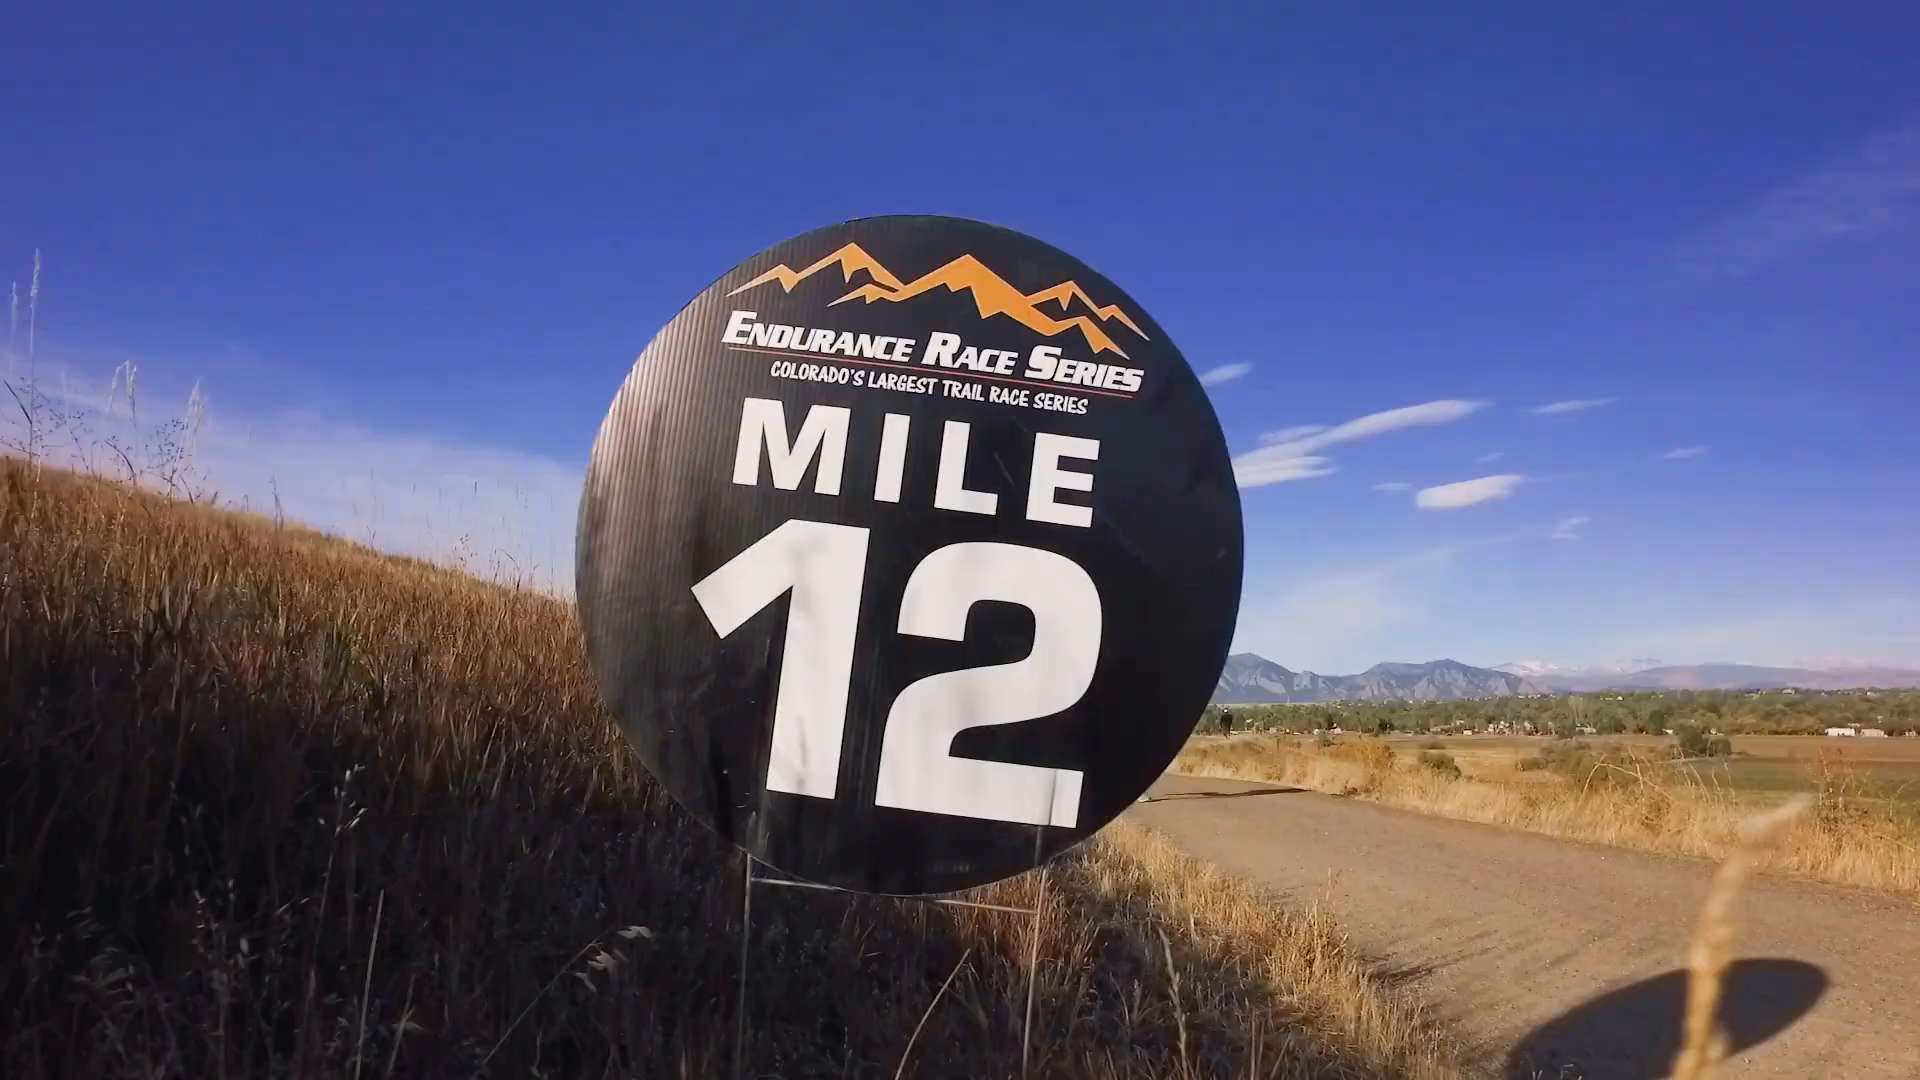 ENDURANCE RACE SERIES
COLORADO'S LARGEST TRAIL RACE SERIES
MILE
12